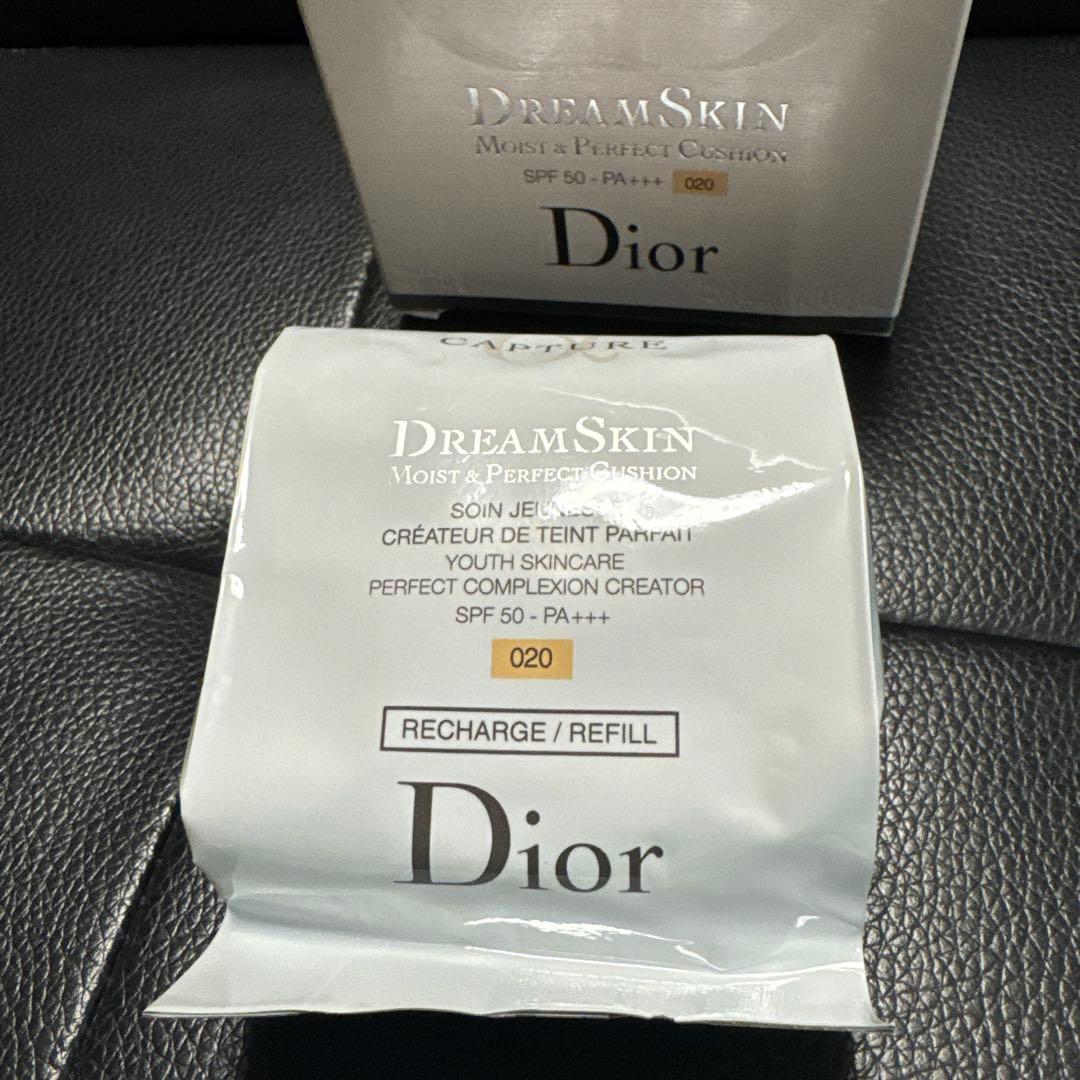 DREAMSKIN
MOIST & PERFECT CUSHION
SPF 50 - PA+++ 020
Dior
CAPTURE
DREAMSKIN
MOIST & PERFECT CUSHION
SOIN
CRÉATEUR DE TEINT PARFAIT
YOUTH SKINCARE
PERFECT COMPLEXION CREATOR
SPF 50 - PA+++
020
RECHARGE / REFILL
Dior